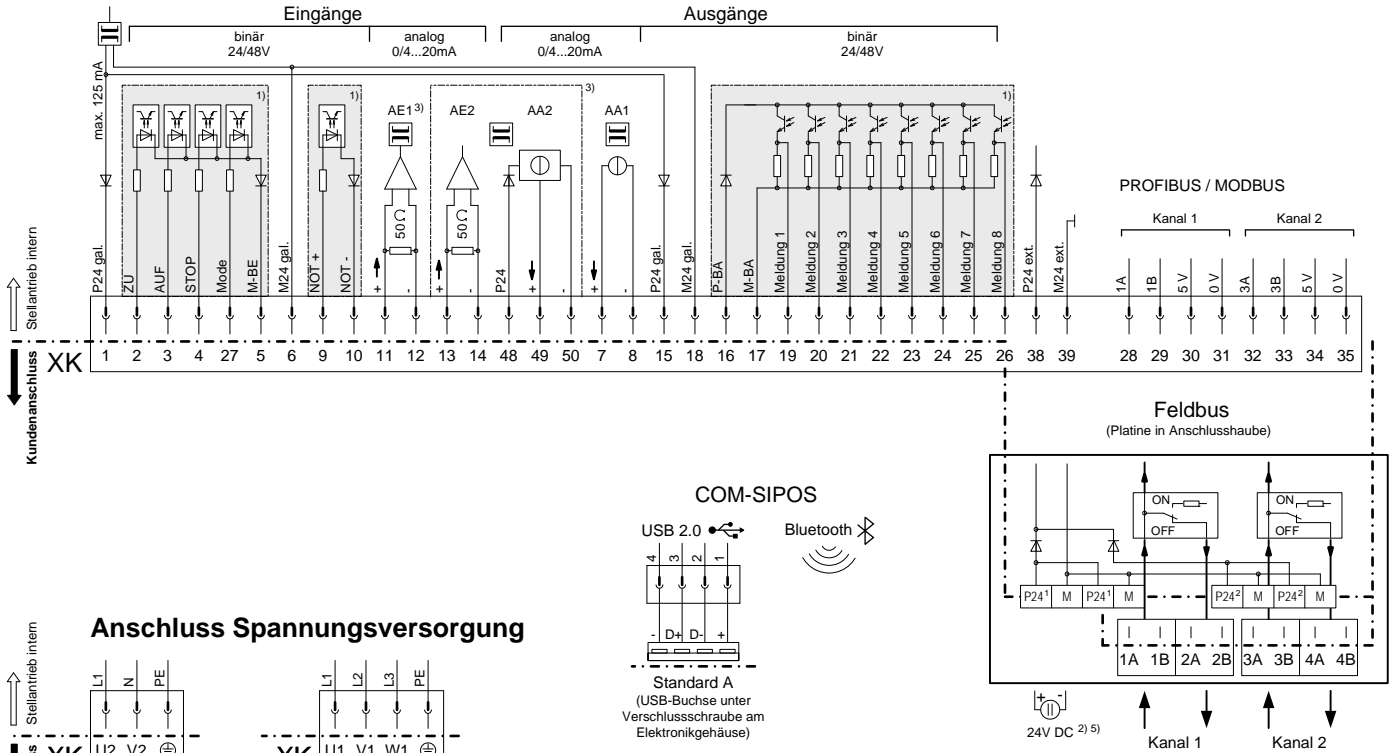 Eingänge
Ausgänge
binär
24/48V
analog
0/4...20mA
analog
0/4...20mA
binär
24/48V
max. 125 mA
1)
1)
AE1 3)
AE2
AA2
3)
AA1
1)
50Ω
50Ω
PROFIBUS / MODBUS
Kanal 1
Kanal 2
Stellantrieb intern
P24 gal.
ZU
AUF
STOP
Mode
M-BE
M24 gal.
NOT +
NOT -
+
-
+
-
P24
+
-
+
-
P24 gal.
M24 gal.
P-BA
M-BA
Meldung 1
Meldung 2
Meldung 3
Meldung 4
Meldung 5
Meldung 6
Meldung 7
Meldung 8
P24 ext.
M24 ext.
1A
1B
5 V
0 V
3A
3B
5 V
0 V
Kundenanschluss
XK 1 2 3 4 27 5 6 9 10 11 12 13 14 48 49 50 7 8 15 18 16 17 19 20 21 22 23 24 25 26 38 39 28 29 30 31 32 33 34 35
Feldbus
(Platine in Anschlusshaube)
ON
OFF
ON
OFF
P24¹ M P24¹ M
P24² M P24² M
1A 1B 2A 2B 3A 3B 4A 4B
+ -
24V DC 2) 5)
Kanal 1
Kanal 2
COM-SIPOS
USB 2.0
Bluetooth
4 3 2 1
- D+ D- +
Standard A
(USB-Buchse unter
Verschlussschraube am
Elektronikgehäuse)
Anschluss Spannungsversorgung
Stellantrieb intern
L1 N PE
L1 L2 L3 PE
XK U2 V2
XK U1 V1 W1